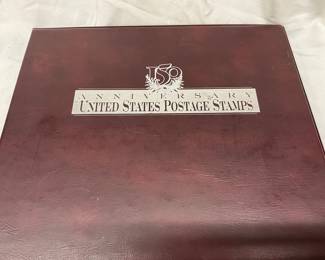 150
ANNIVERSARY
UNITED STATES POSTAGE STAMPS